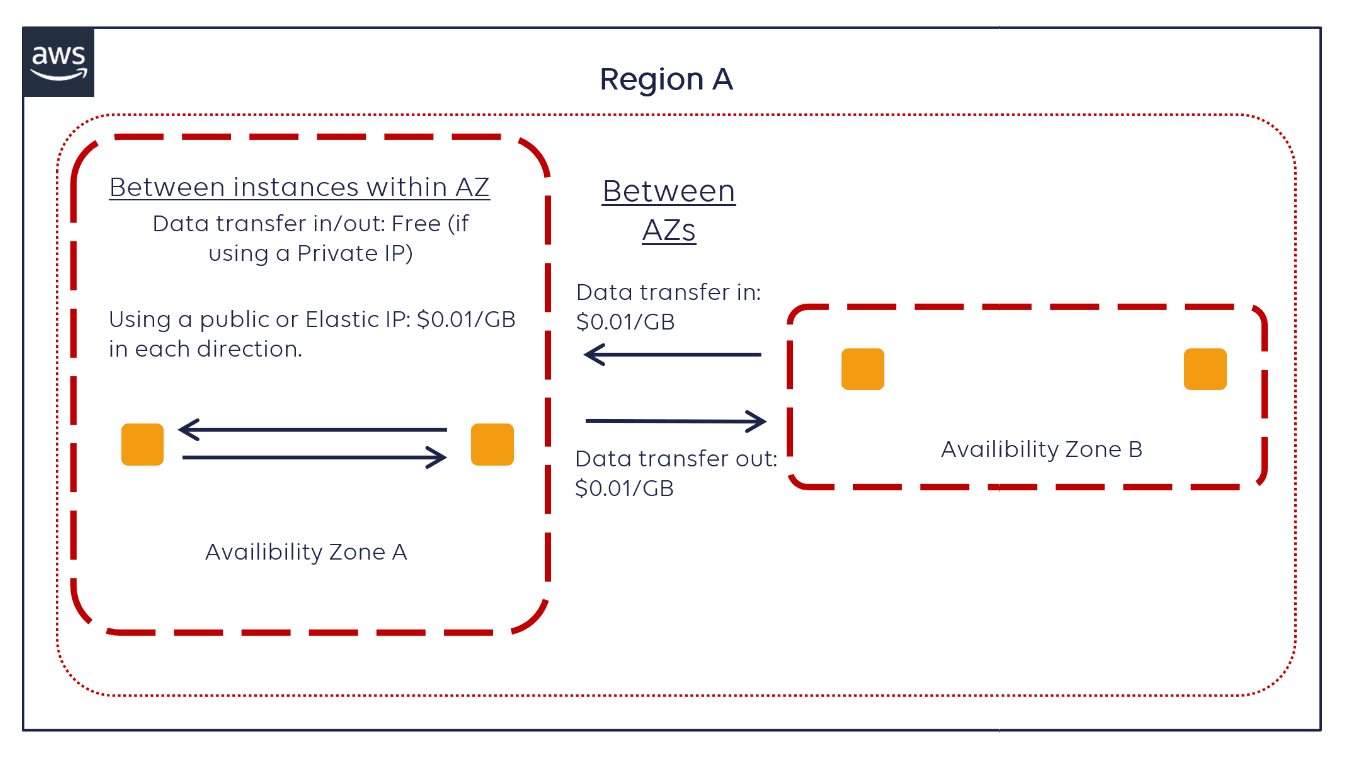 aws
Region A
Between instances within AZ
Data transfer in/out: Free (if
using a Private IP)
Using a public or Elastic IP: $0.01/GB
in each direction.
Availibility Zone A
Between
AZs
Data transfer in:
$0.01/GB
Data transfer out:
$0.01/GB
Availibility Zone B